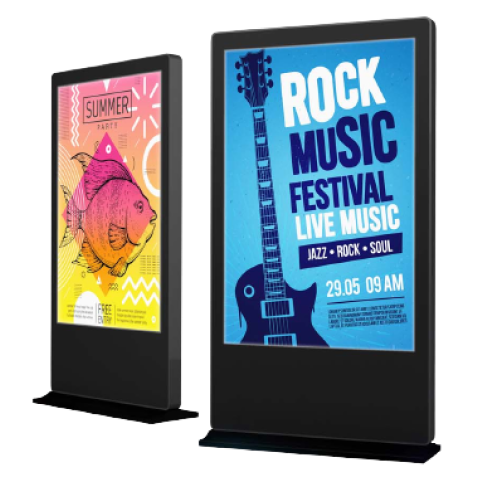 SUMMER
PARTY
FREE
ENTRY
ROCK
MUSIC
FESTIVAL
LIVE MUSIC
JAZZ • ROCK • SOUL
29.05 09 AM